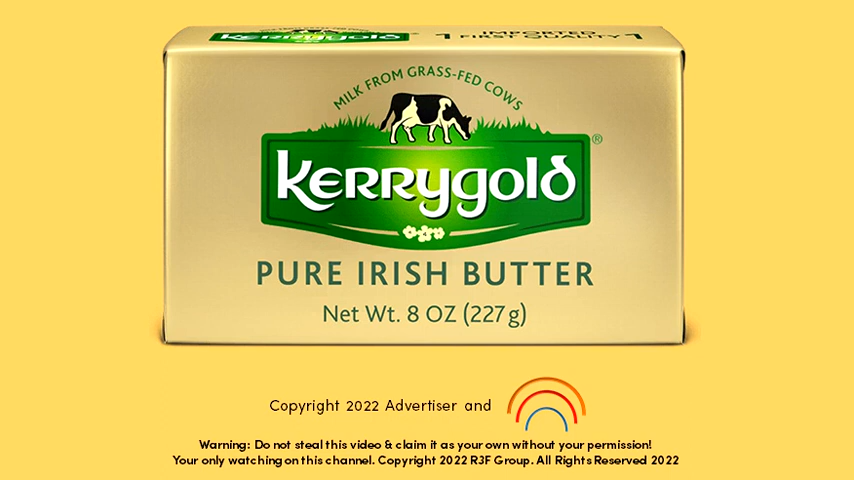 KERRYGOLD
1 IMPORTED 1
FIRST QUALITY
MILK FROM GRASS-FED COWS
Kerrygold®
PURE IRISH BUTTER
Net Wt. 8 OZ (227g)
Copyright 2022 Advertiser and
Warning: Do not steal this video & claim it as your own without your permission!
Your only watching on this channel. Copyright 2022 R3F Group. All Rights Reserved 2022